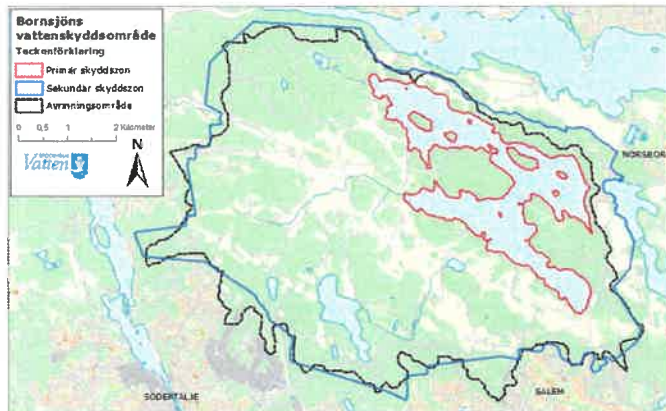 Bornsjöns
vattenskyddsområde
Teckenförklaring
Primär skyddszon
Sekundär skyddszon
Avrinningsområde
0 0,5 1 2 Kilometer
N
Vatten
NORSBORG
SÖDERTÄLJE
SALEM